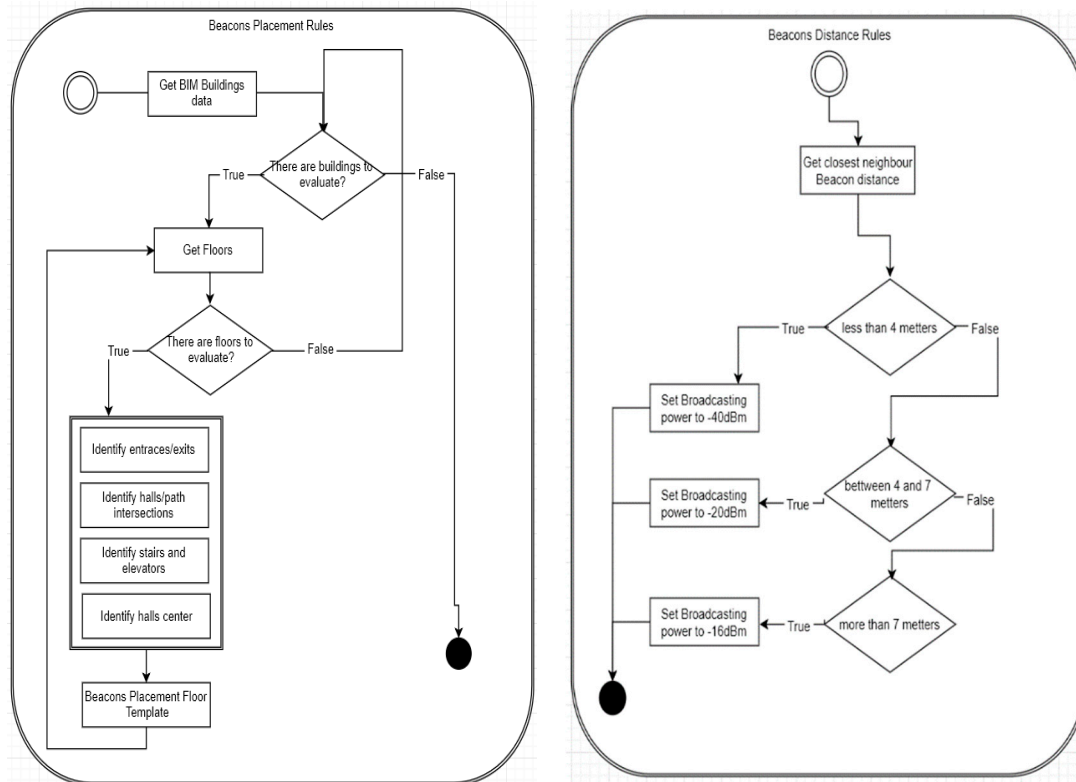 Beacons Placement Rules
Get BIM Buildings
data
There are buildings to
evaluate?
True
False
Get Floors
There are floors to
evaluate?
True
False
Identify entraces/exits
Identify halls/path
intersections
Identify stairs and
elevators
Identify halls center
Beacons Placement Floor
Template
Beacons Distance Rules
Get closest neighbour
Beacon distance
less than 4 metters
True
False
Set Broadcasting
power to -40dBm
bettween 4 and 7
metters
True
False
Set Broadcasting
power to -20dBm
more than 7 metters
True
Set Broadcasting
power to -16dBm